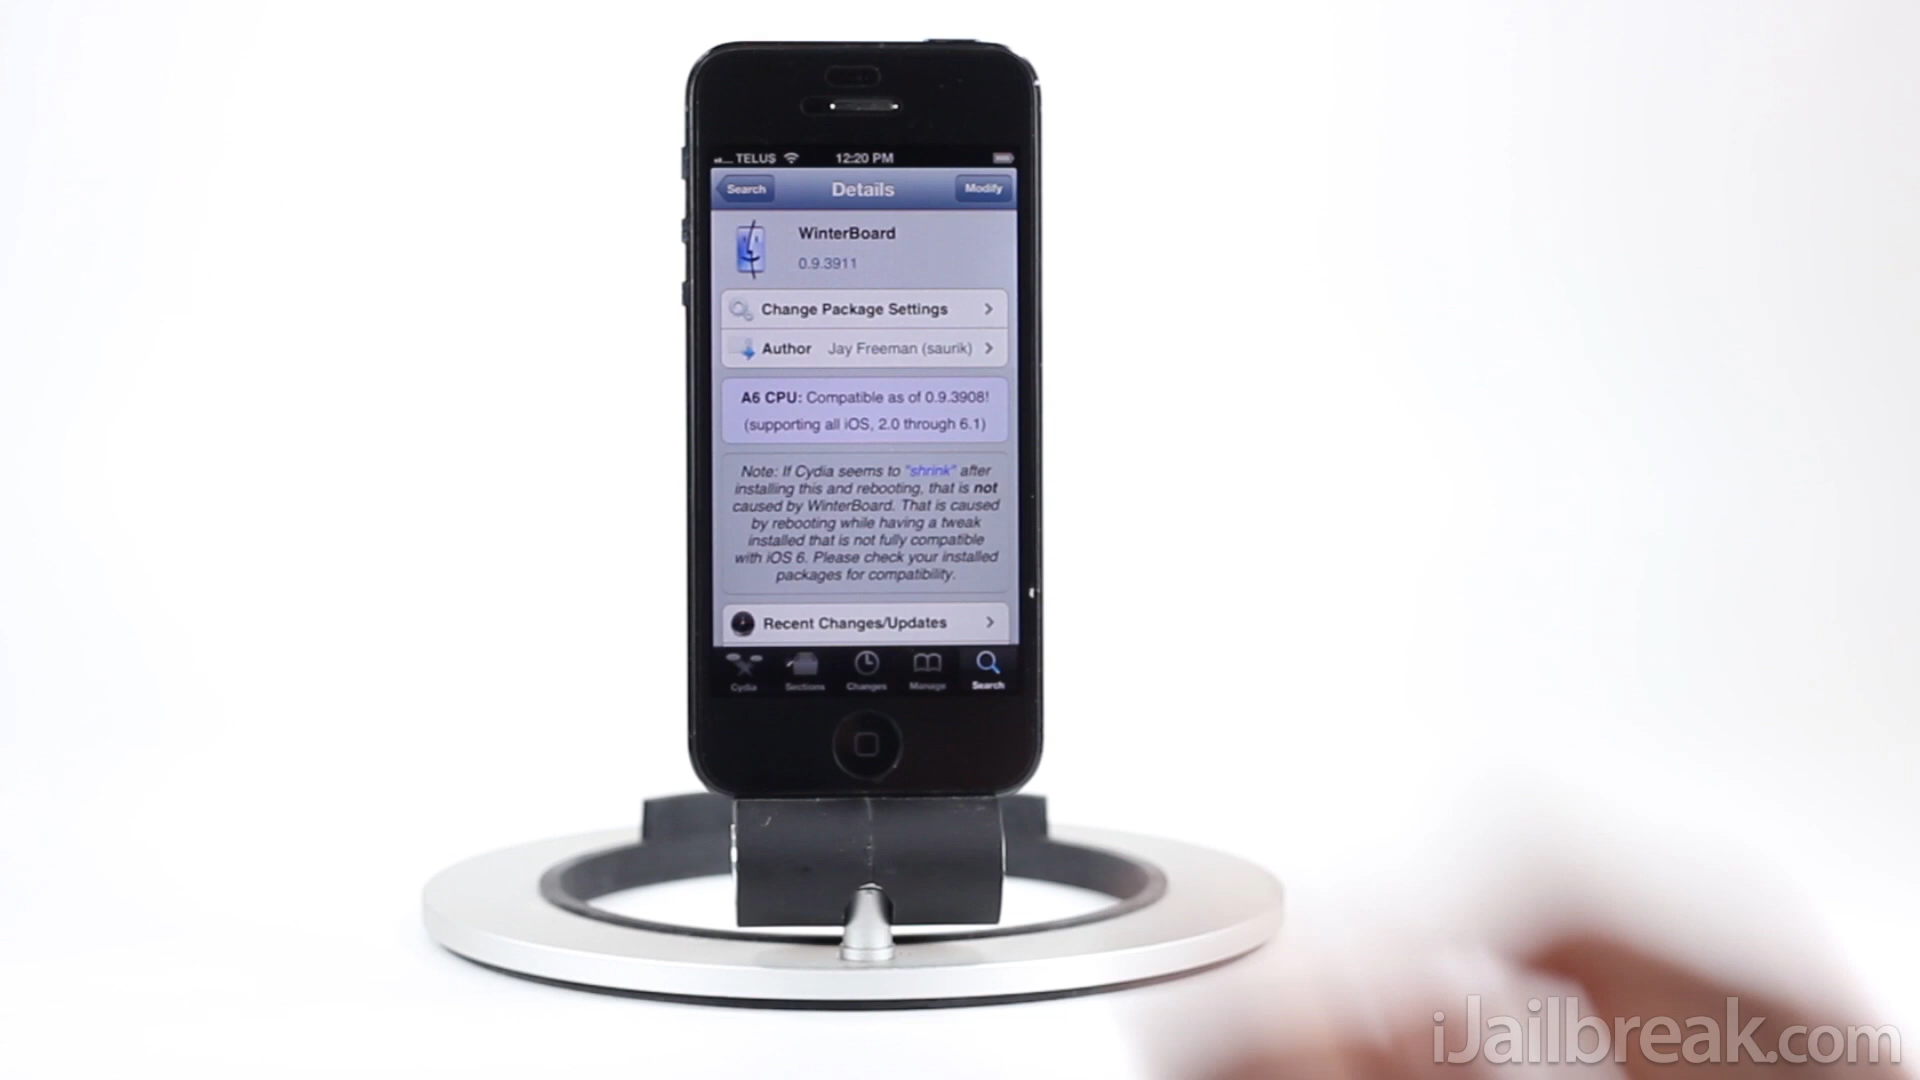 TELUS 12:20 PM
Search Details Modify
WinterBoard
0.9.3911
Change Package Settings
Author Jay Freeman (saurik)
A6 CPU: Compatible as of 0.9.3908!
(supporting all iOS, 2.0 through 6.1)
Note: If Cydia seems to "shrink" after
installing this and rebooting, that is not
caused by WinterBoard. That is caused
by rebooting while having a tweak
installed that is not fully compatible
with iOS 6. Please check your installed
packages for compatibility.
Recent Changes/Updates
Cydia Sections Changes Manage Search
iJailbreak.com